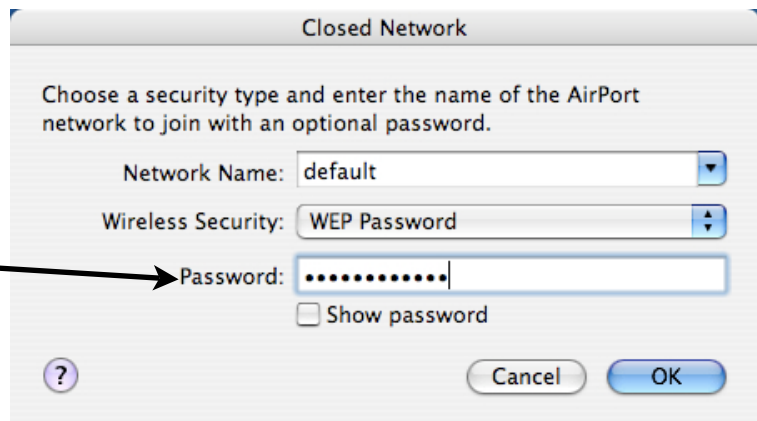 Closed Network
Choose a security type and enter the name of the AirPort
network to join with an optional password.
Network Name: default
Wireless Security: WEP Password
Password: ••••••••••••
Show password
? Cancel OK